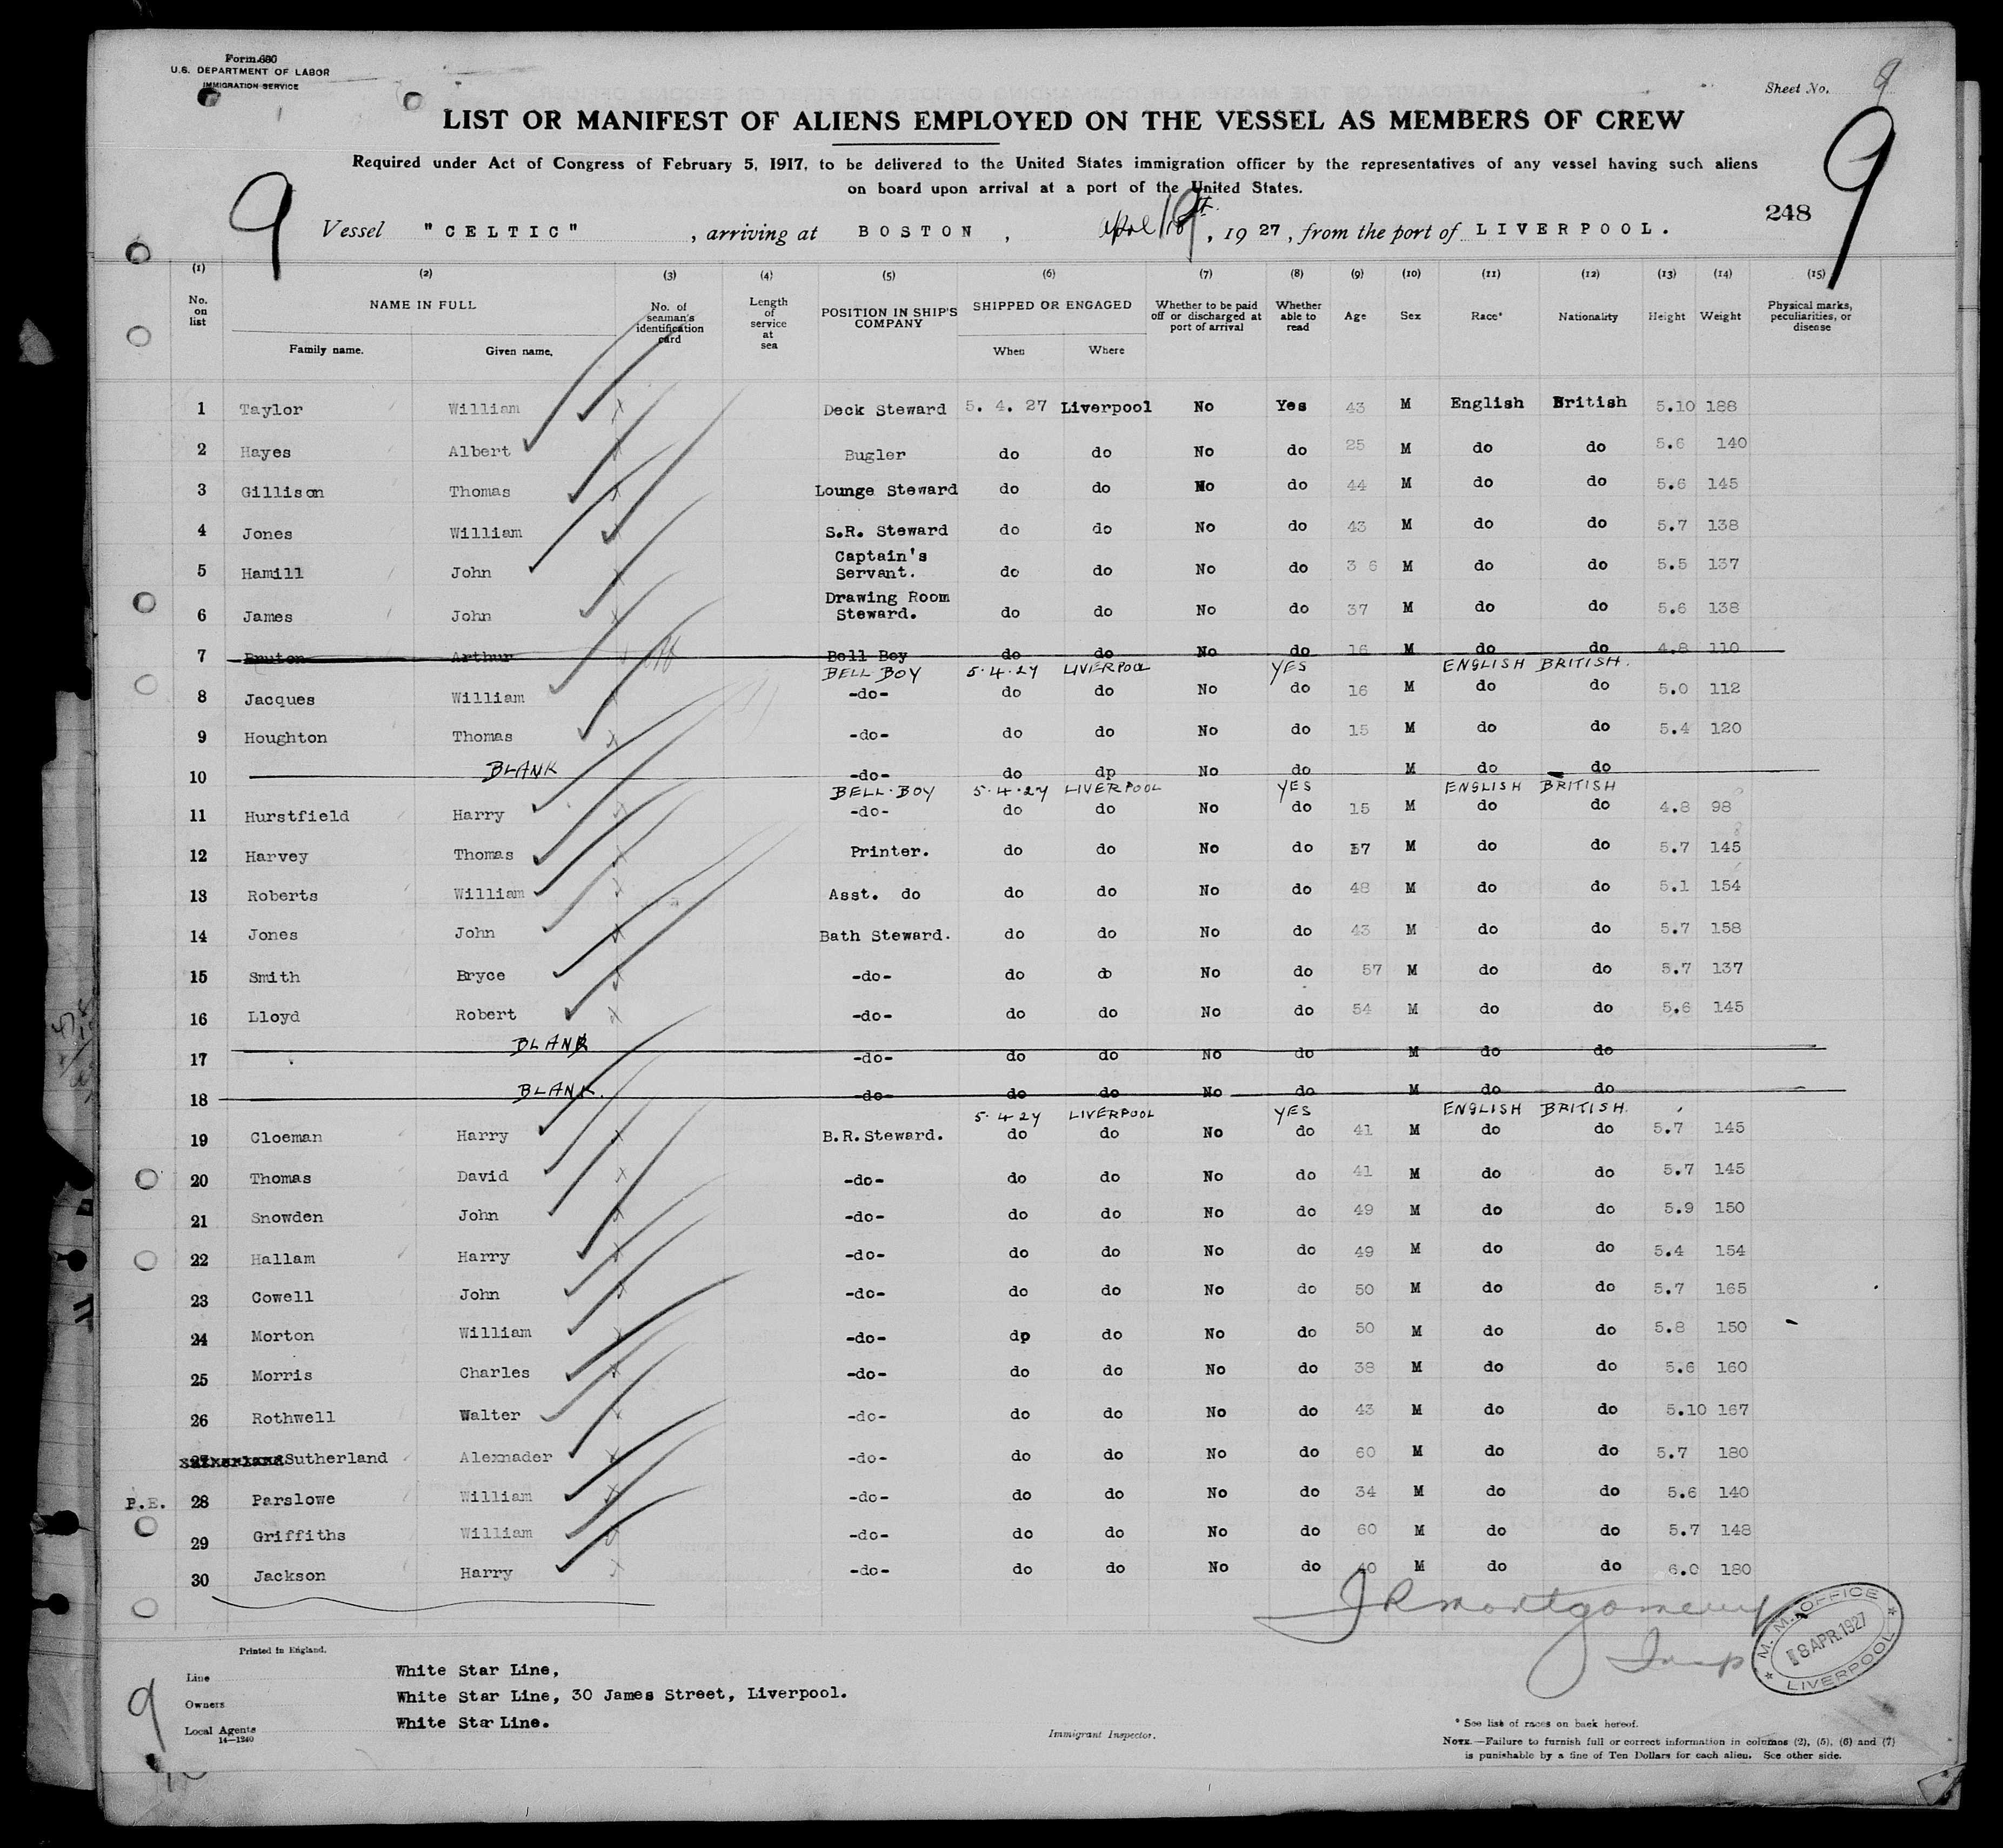 Form 680
U.S. DEPARTMENT OF LABOR
IMMIGRATION SERVICE
Sheet No. 9
LIST OR MANIFEST OF ALIENS EMPLOYED ON THE VESSEL AS MEMBERS OF CREW
9
Required under Act of Congress of February 5, 1917, to be delivered to the United States immigration officer by the representatives of any vessel having such aliens
on board upon arrival at a port of the United States.
9
248
Vessel "CELTIC", arriving at BOSTON, April 19th, 1927, from the port of LIVERPOOL.
(1) (2) (3) (4) (5) (6) (7) (8) (9) (10) (11) (12) (13) (14) (15)
No. on list NAME IN FULL No. of seaman's identification card Length of service at sea POSITION IN SHIP'S COMPANY SHIPPED OR ENGAGED Whether to be paid off or discharged at port of arrival Whether able to read Age Sex Race* Nationality Height Weight Physical marks, peculiarities, or disease
Family name. Given name. When Where
1 Taylor William Deck Steward 5. 4. 27 Liverpool No Yes 43 M English British 5.10 188
2 Hayes Albert Bugler do do No do 25 M do do 5.6 140
3 Gillison Thomas Lounge Steward do do No do 44 M do do 5.6 145
4 Jones William S.R. Steward do do No do 43 M do do 5.7 138
5 Hamill John Captain's Servant. do do No do 3 6 M do do 5.5 137
6 James John Drawing Room Steward. do do No do 37 M do do 5.6 138
7 Bruton Arthur Bell Boy do do No do 16 M do do 4.8 110
BELL BOY 5.4.27 LIVERPOOL YES ENGLISH BRITISH.
8 Jacques William -do- do do No do 16 M do do 5.0 112
9 Houghton Thomas -do- do do No do 15 M do do 5.4 120
10 BLANK -do- do dp No do M do do
BELL.BOY 5.4.27 LIVERPOOL YES ENGLISH BRITISH
11 Hurstfield Harry -do- do do No do 15 M do do 4.8 98
12 Harvey Thomas Printer. do do No do 57 M do do 5.7 145
13 Roberts William Asst. do do do No do 48 M do do 5.1 154
14 Jones John Bath Steward. do do No do 43 M do do 5.7 158
15 Smith Bryce -do- do do No do 57 M do do 5.7 137
16 Lloyd Robert -do- do do No do 54 M do do 5.6 145
17 BLANK -do- do do No do M do do
18 BLANK. -do- do do No do M do do
5.4.27 LIVERPOOL YES ENGLISH BRITISH.
19 Cloeman Harry B.R.Steward. do do No do 41 M do do 5.7 145
20 Thomas David -do- do do No do 41 M do do 5.7 145
21 Snowden John -do- do do No do 49 M do do 5.9 150
22 Hallam Harry -do- do do No do 49 M do do 5.4 154
23 Cowell John -do- do do No do 50 M do do 5.7 165
24 Morton William -do- dp do No do 50 M do do 5.8 150
25 Morris Charles -do- do do No do 38 M do do 5.6 160
26 Rothwell Walter -do- do do No do 43 M do do 5.10 167
27 Sutherland Alexnader -do- do do No do 60 M do do 5.7 180
P.E. 28 Parslowe William -do- do do No do 34 M do do 5.6 140
29 Griffiths William -do- do do No do 60 M do do 5.7 148
30 Jackson Harry -do- do do No do 40 M do do 6.0 180
J R Montgomery
Insp
M. M. OFFICE
18 APR. 1927
LIVERPOOL
Printed in England.
Line White Star Line,
Owners White Star Line, 30 James Street, Liverpool.
Local Agents White Star Line.
14—1240
9
Immigrant Inspector.
* See list of races on back hereof.
NOTE.—Failure to furnish full or correct information in columns (2), (5), (6) and (7)
is punishable by a fine of Ten Dollars for each alien. See other side.